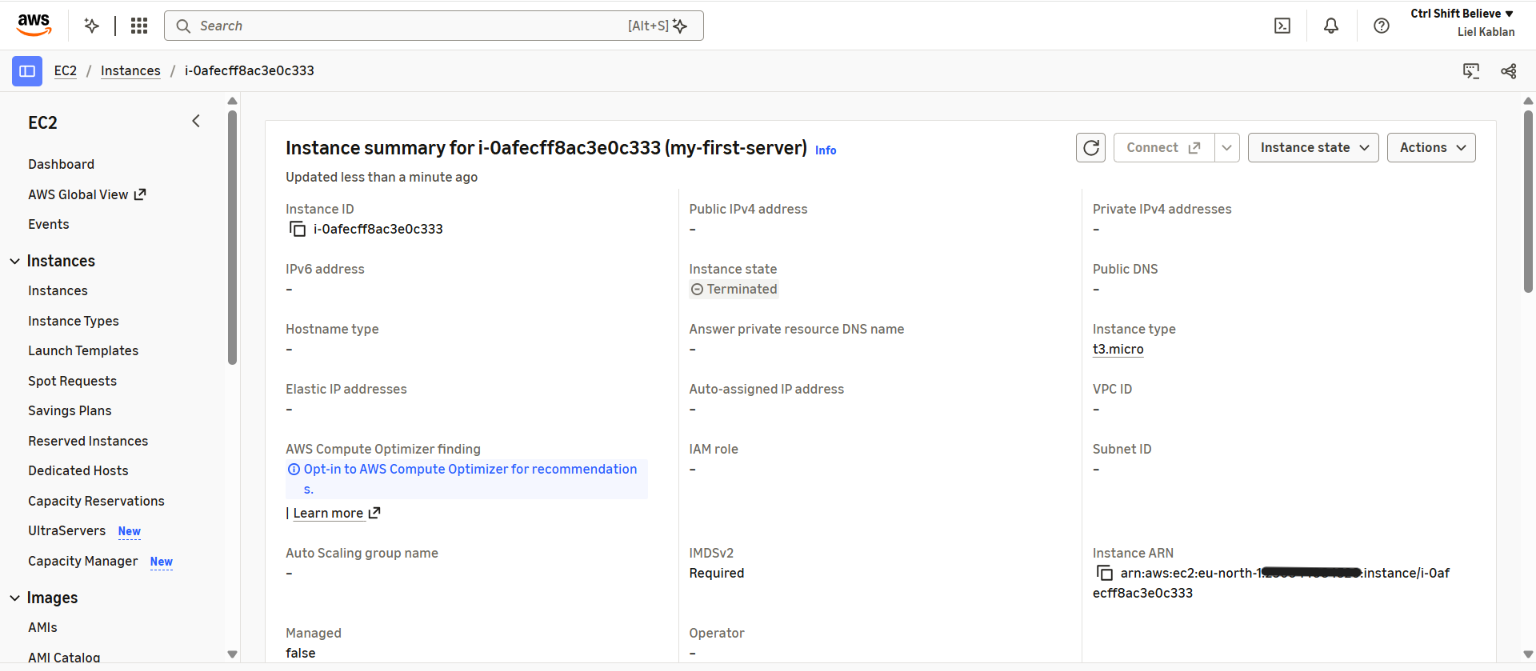 aws
Search
[Alt+S]
Ctrl Shift Believe
Liel Kablan
EC2 / Instances / i-0afecff8ac3e0c333
EC2
Dashboard
AWS Global View
Events
Instances
Instances
Instance Types
Launch Templates
Spot Requests
Savings Plans
Reserved Instances
Dedicated Hosts
Capacity Reservations
UltraServers New
Capacity Manager New
Images
AMIs
AMI Catalog
Instance summary for i-0afecff8ac3e0c333 (my-first-server) Info
Connect
Instance state
Actions
Updated less than a minute ago
Instance ID
i-0afecff8ac3e0c333
Public IPv4 address
–
Private IPv4 addresses
–
IPv6 address
–
Instance state
Terminated
Public DNS
–
Hostname type
–
Answer private resource DNS name
–
Instance type
t3.micro
Elastic IP addresses
–
Auto-assigned IP address
–
VPC ID
–
AWS Compute Optimizer finding
Opt-in to AWS Compute Optimizer for recommendation
s.
| Learn more
IAM role
–
Subnet ID
–
Auto Scaling group name
–
IMDSv2
Required
Instance ARN
arn:aws:ec2:eu-north-1:instance/i-0af
ecff8ac3e0c333
Managed
false
Operator
–